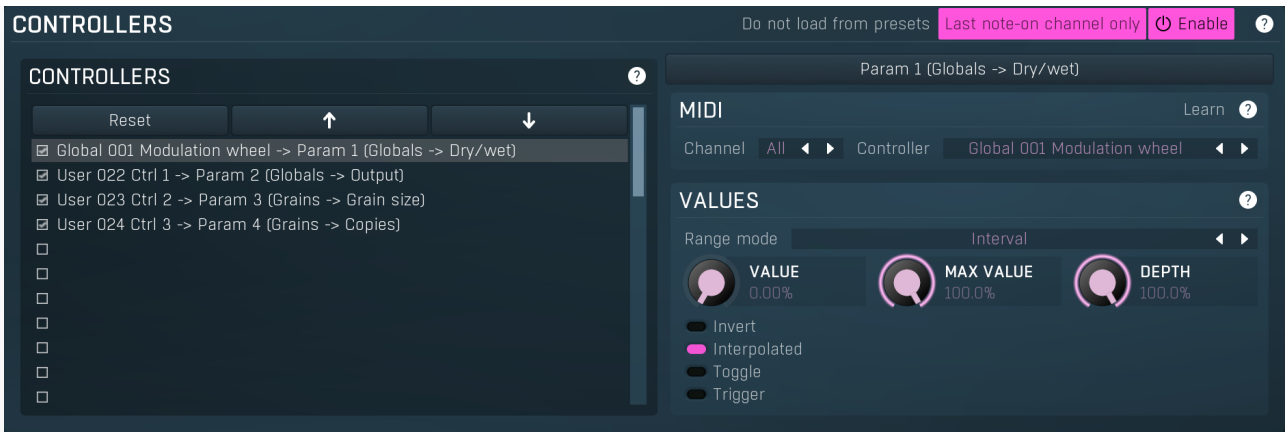 CONTROLLERS
Do not load from presets Last note-on channel only Enable ?
CONTROLLERS ?
Reset
Global 001 Modulation wheel -> Param 1 (Globals -> Dry/wet)
User 022 Ctrl 1 -> Param 2 (Globals -> Output)
User 023 Ctrl 2 -> Param 3 (Grains -> Grain size)
User 024 Ctrl 3 -> Param 4 (Grains -> Copies)
Param 1 (Globals -> Dry/wet)
MIDI Learn ?
Channel All Controller Global 001 Modulation wheel
VALUES ?
Range mode Interval
VALUE
0.00%
MAX VALUE
100.0%
DEPTH
100.0%
Invert
Interpolated
Toggle
Trigger